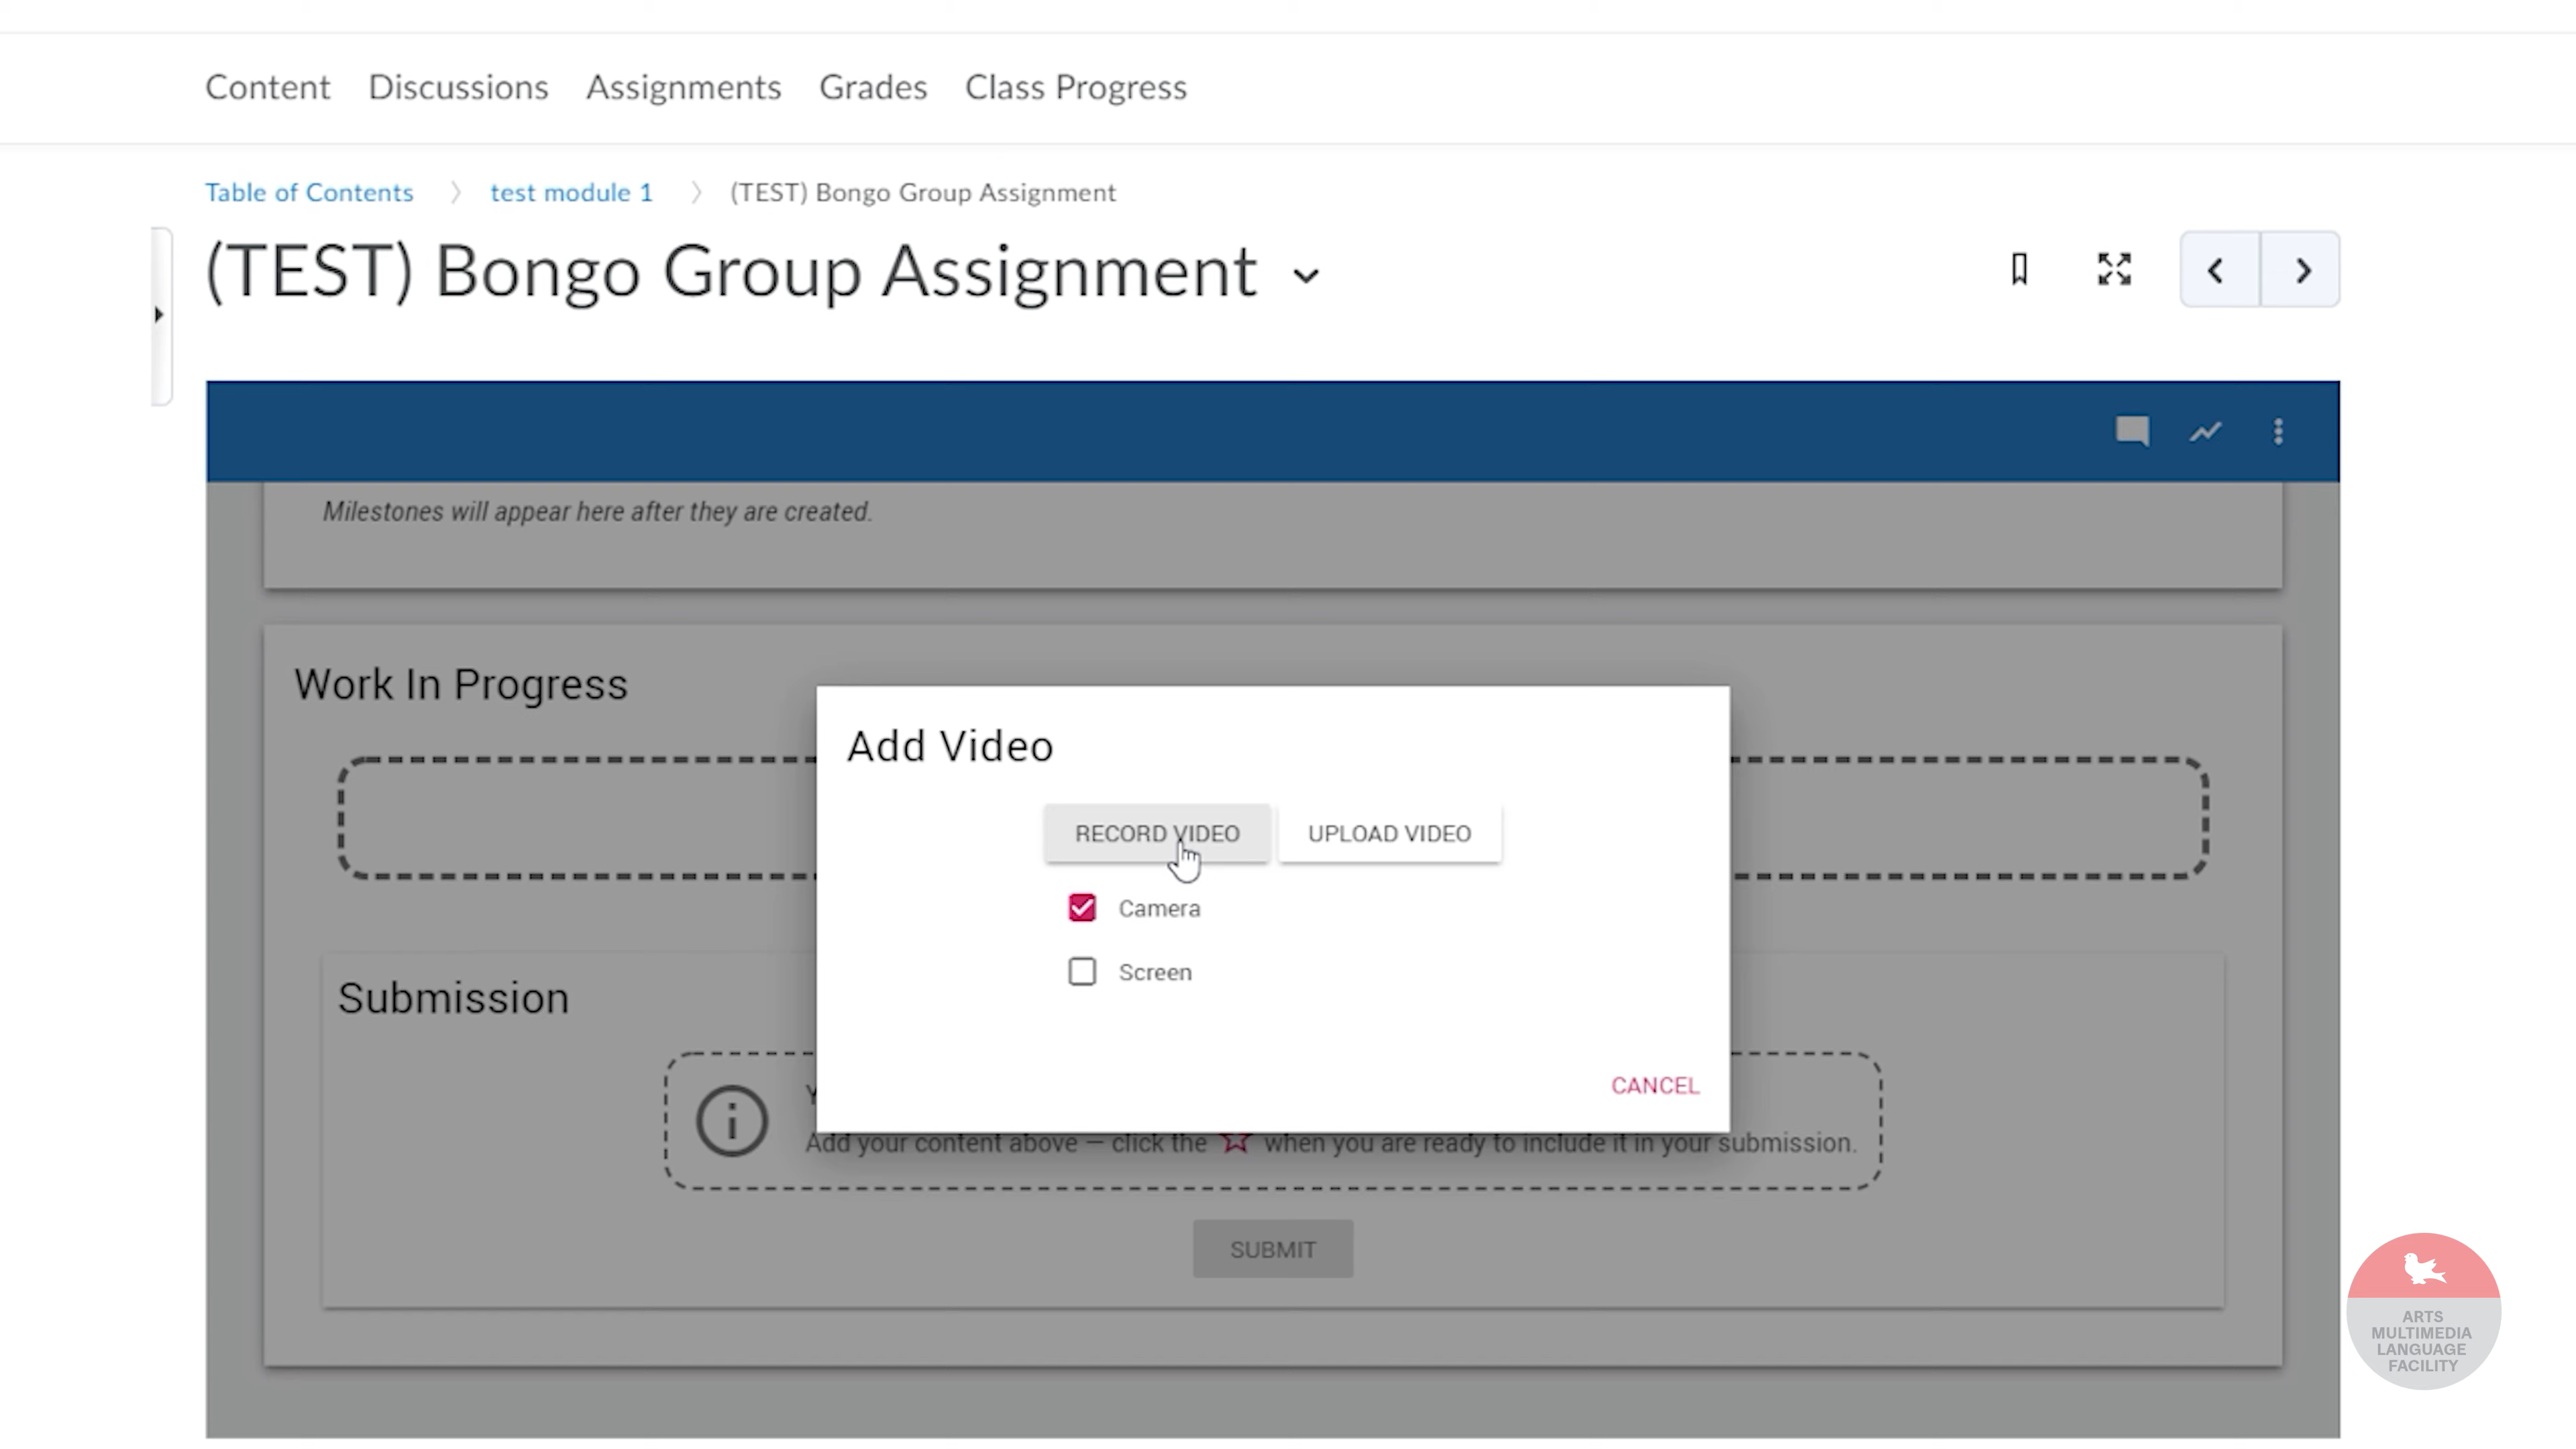 Content Discussions Assignments Grades Class Progress
Table of Contents test module 1 (TEST) Bongo Group Assignment
(TEST) Bongo Group Assignment
Milestones will appear here after they are created.
Work In Progress
Add Video
RECORD VIDEO UPLOAD VIDEO
Camera
Screen
CANCEL
Submission
Add your content above – click the when you are ready to include it in your submission.
SUBMIT
ARTS
MULTIMEDIA
LANGUAGE
FACILITY